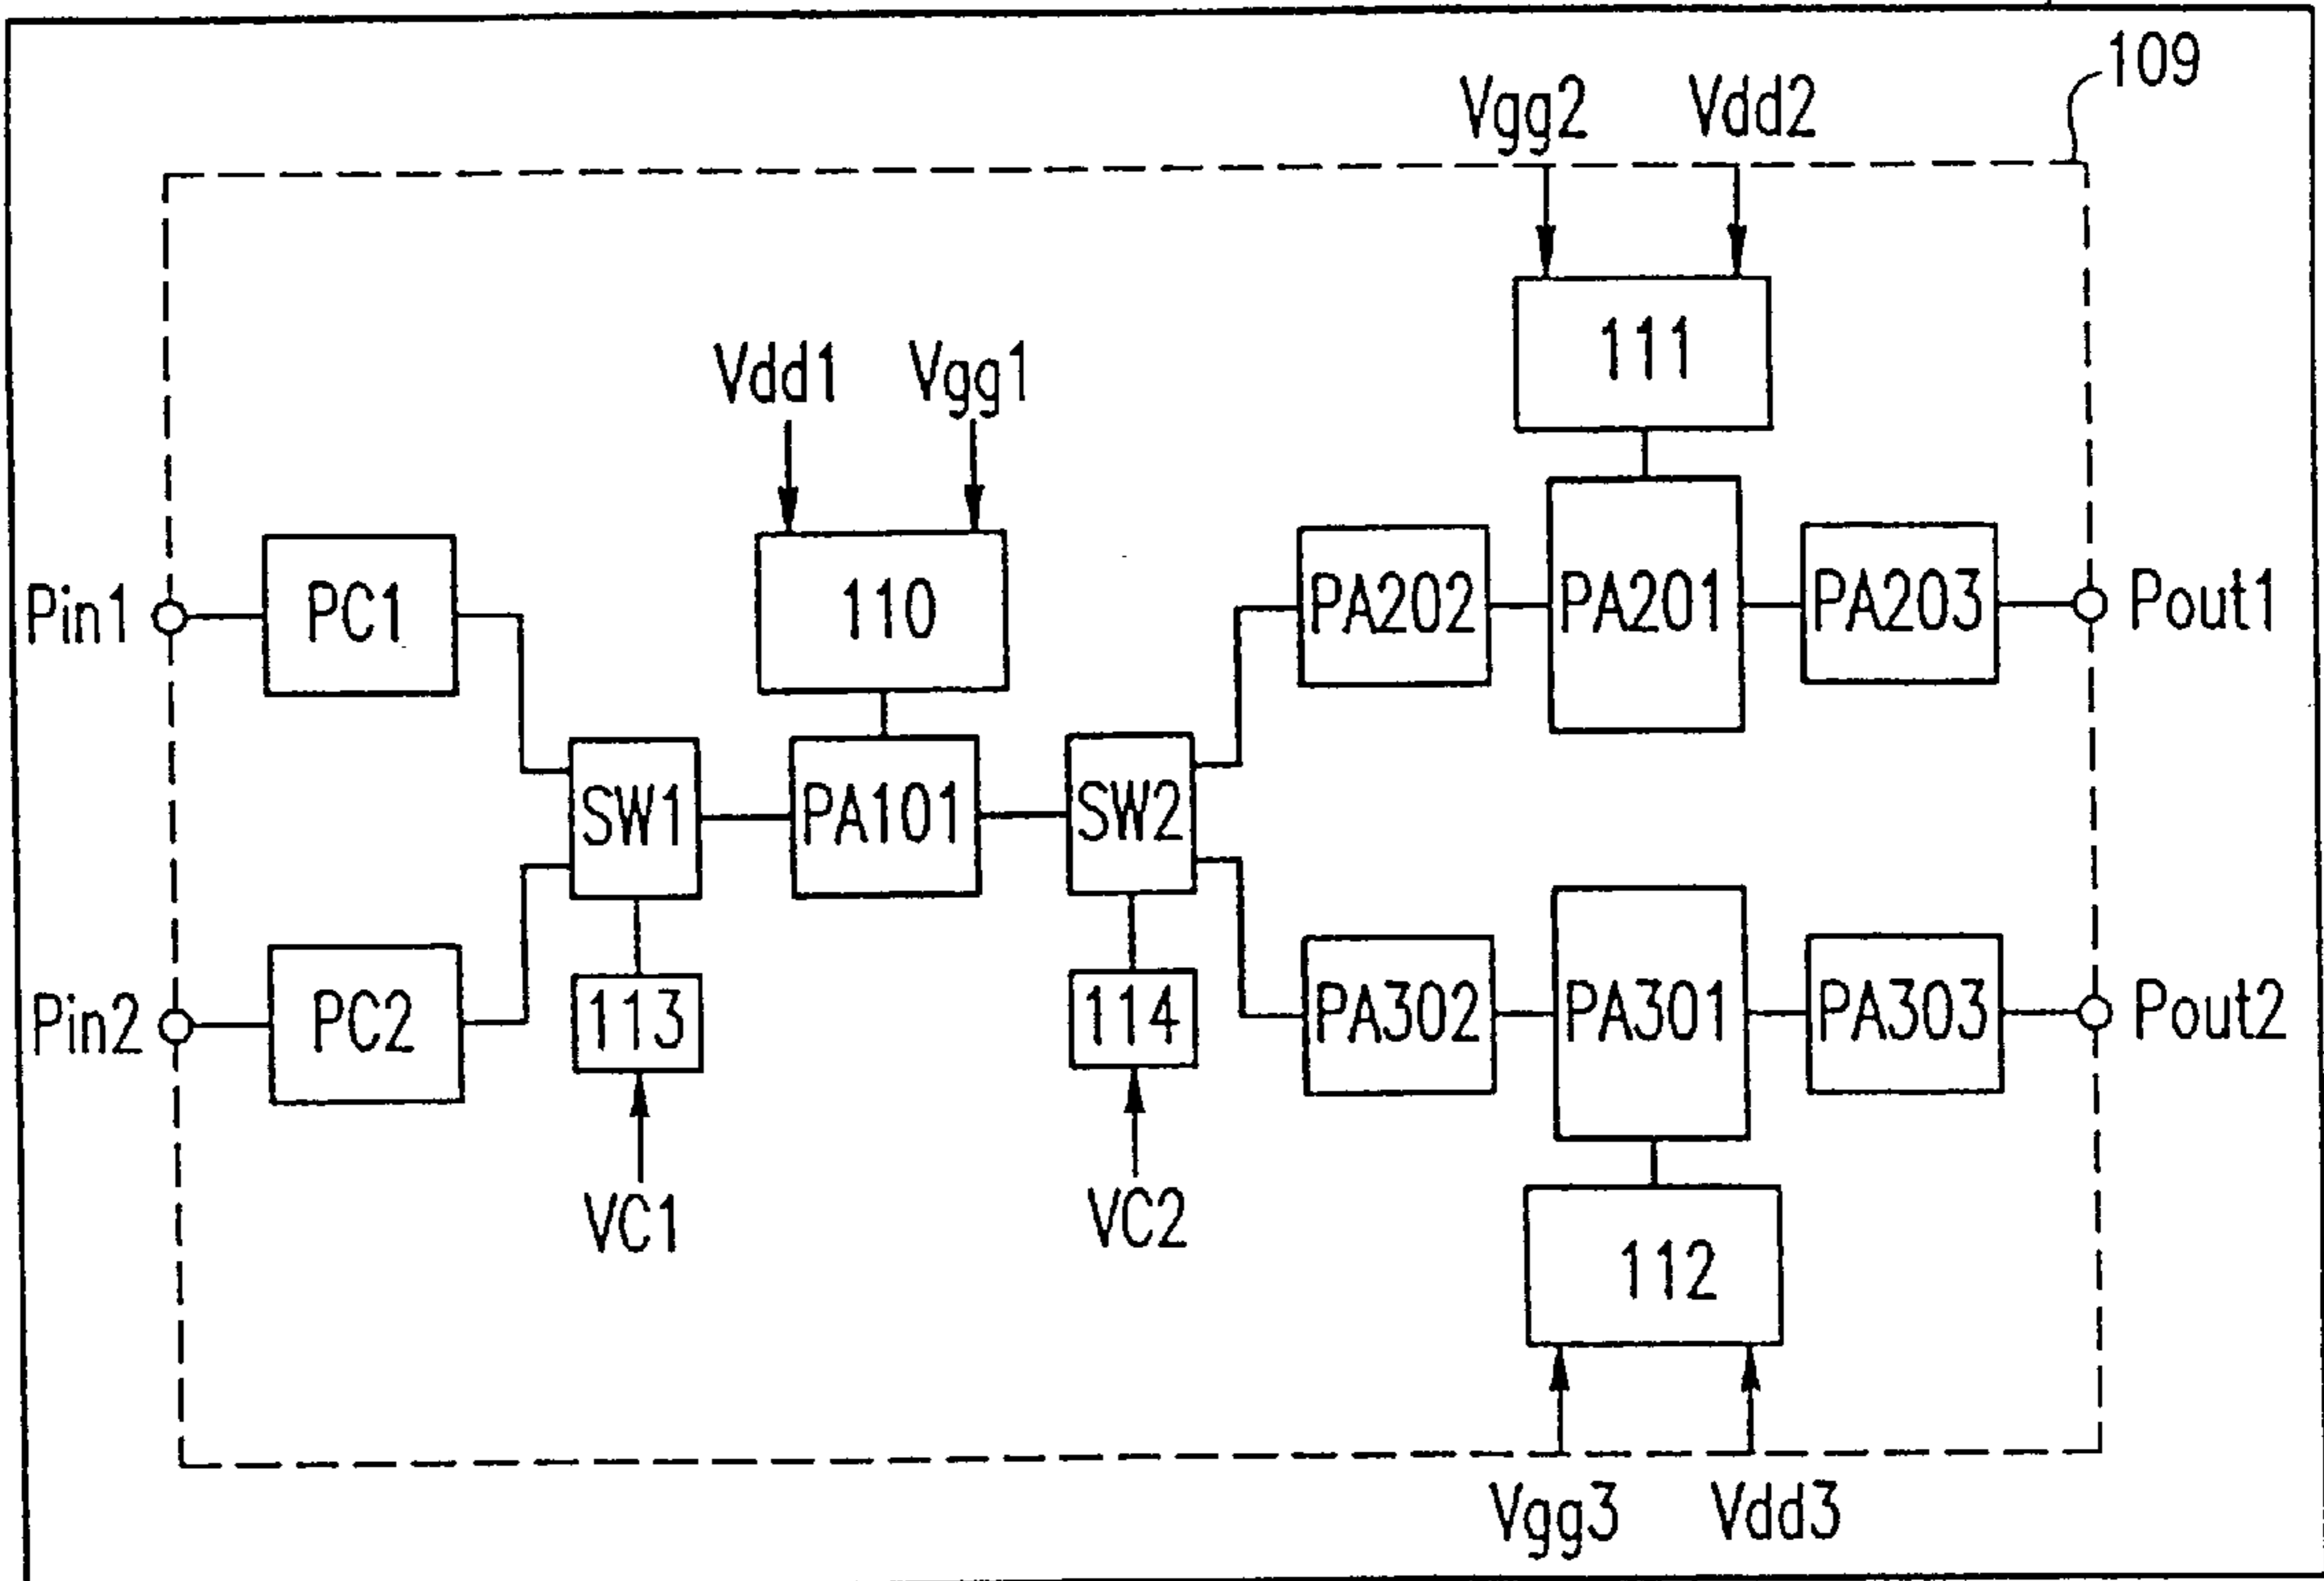 109
Vgg2 Vdd2
111
Vdd1 Vgg1
110
Pin1 PC1 PA202 PA201 PA203 Pout1
SW1 PA101 SW2
Pin2 PC2 113 114 PA302 PA301 PA303 Pout2
VC1 VC2
112
Vgg3 Vdd3